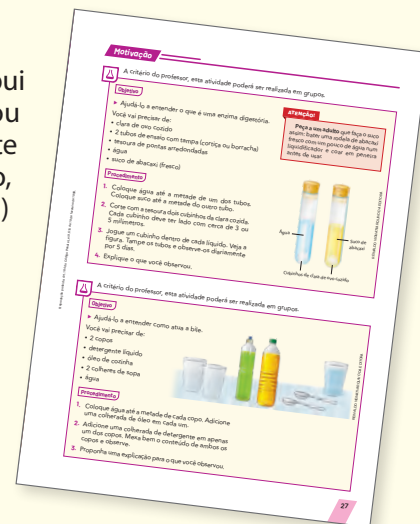 pui
ou
te
o,
)
Motivação
A critério do professor, esta atividade poderá ser realizada em grupos.
Objetivo
▸ Ajudá-lo a entender o que é uma enzima digestória.
Você vai precisar de:
• clara de ovo cozido
• 2 tubos de ensaio com tampa (cortiça ou borracha)
• tesoura de pontas arredondadas
• água
• suco de abacaxi (fresco)
Procedimento
1. Coloque água até a metade de um dos tubos.
Coloque suco até a metade do outro tubo.
2. Corte com a tesoura dois cubinhos da clara cozida.
Cada cubinho deve ter lado com cerca de 3 ou
5 milímetros.
3. Jogue um cubinho dentro de cada líquido. Veja a
figura. Tampe os tubos e observe-os diariamente
por 5 dias.
4. Explique o que você observou.
ATENÇÃO!
Peça a um adulto que faça o suco
assim: bater uma rodela de abacaxi
fresco com um pouco de água num
liquidificador e coar em peneira
antes de usar.
Água
suco de
abacaxi
Cubinhos de clara de ovo cozida
A critério do professor, esta atividade poderá ser realizada em grupos.
Objetivo
▸ Ajudá-lo a entender como atua a bile.
Você vai precisar de:
• 2 copos
• detergente líquido
• óleo de cozinha
• 2 colheres de sopa
• água
Procedimento
1. Coloque água até a metade de cada copo. Adicione
uma colherada de óleo em cada um.
2. Adicione uma colherada de detergente em apenas
um dos copos. Mexa bem o conteúdo de ambos os
copos e observe.
3. Proponha uma explicação para o que você observou.
27